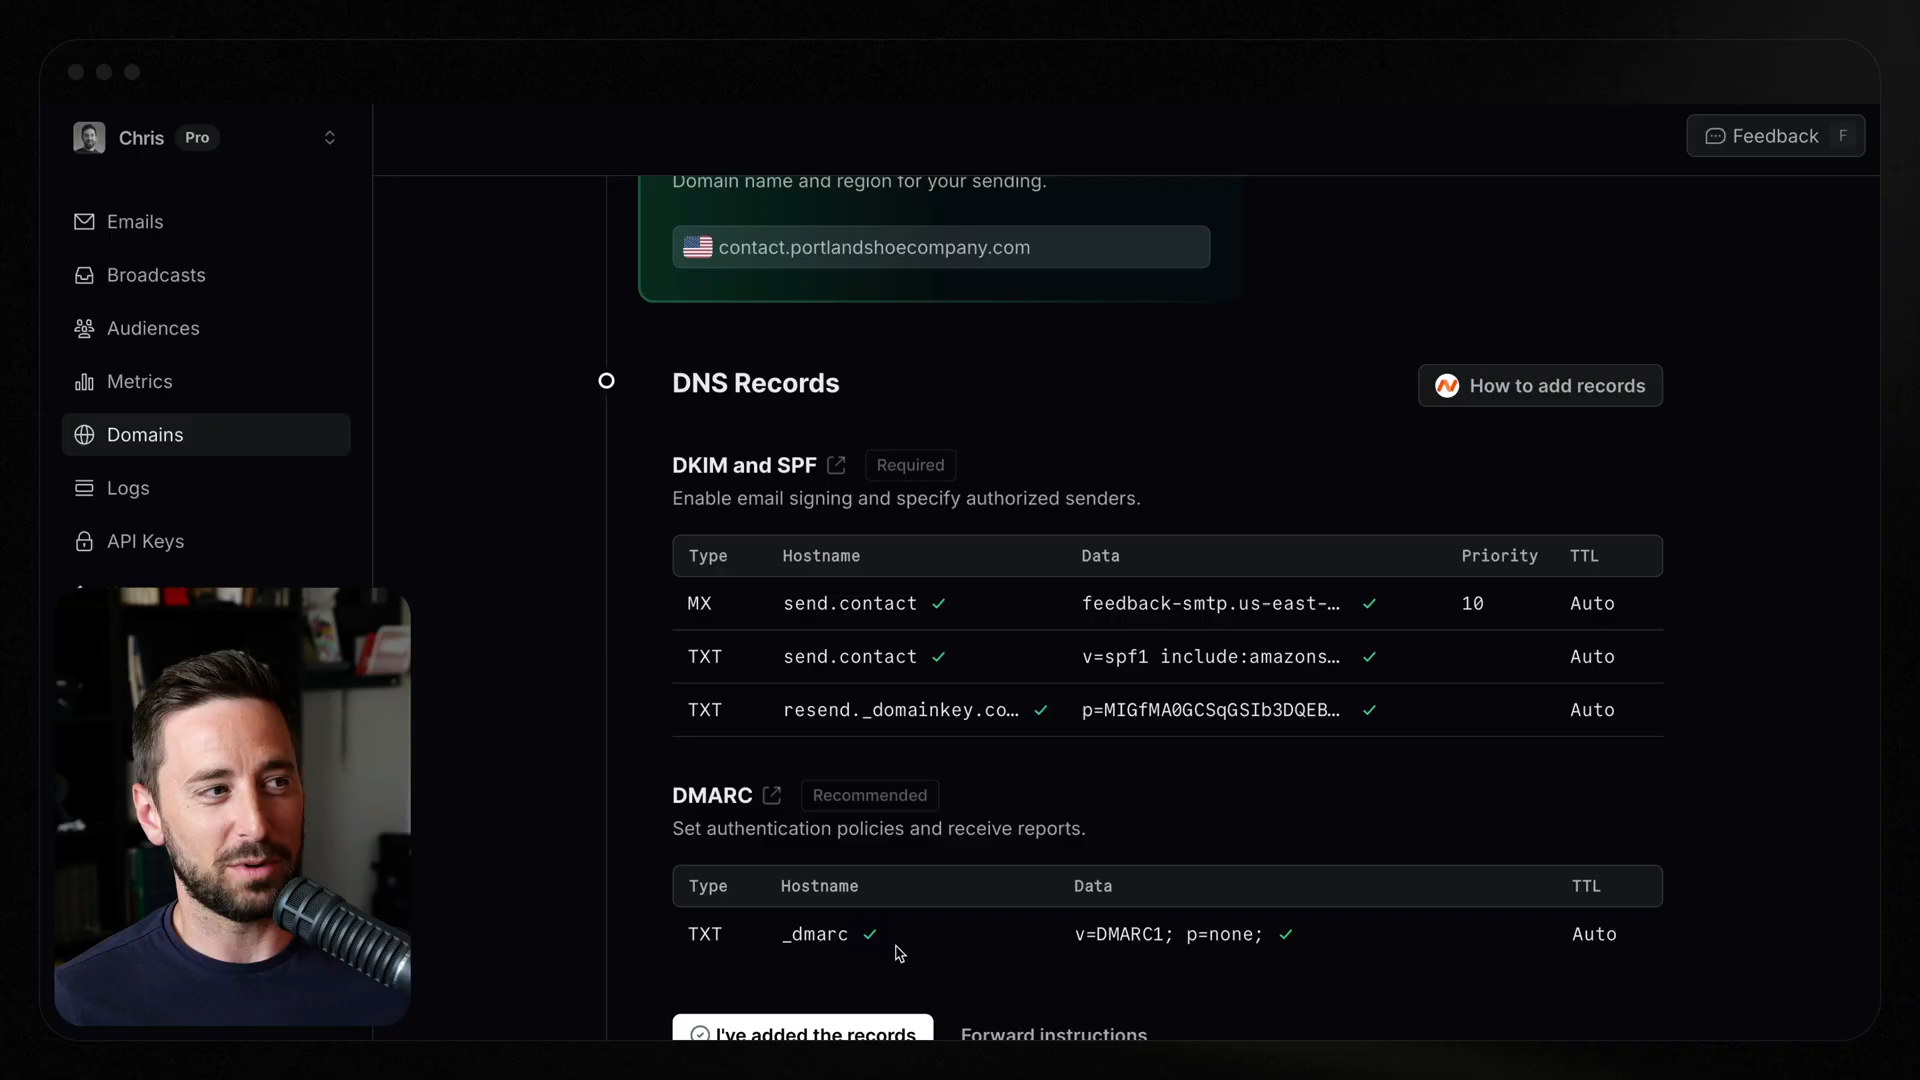 Chris Pro
Feedback F
Emails
Broadcasts
Audiences
Metrics
Domains
Logs
API Keys
Domain name and region for your sending.
contact.portlandshoecompany.com
DNS Records
How to add records
DKIM and SPF Required
Enable email signing and specify authorized senders.
Type Hostname Data Priority TTL
MX send.contact feedback-smtp.us-east-... 10 Auto
TXT send.contact v=spf1 include:amazons... Auto
TXT resend._domainkey.co... p=MIGfMA0GCSqGSIb3DQEB... Auto
DMARC Recommended
Set authentication policies and receive reports.
Type Hostname Data TTL
TXT _dmarc v=DMARC1; p=none; Auto
I've added the records Forward instructions